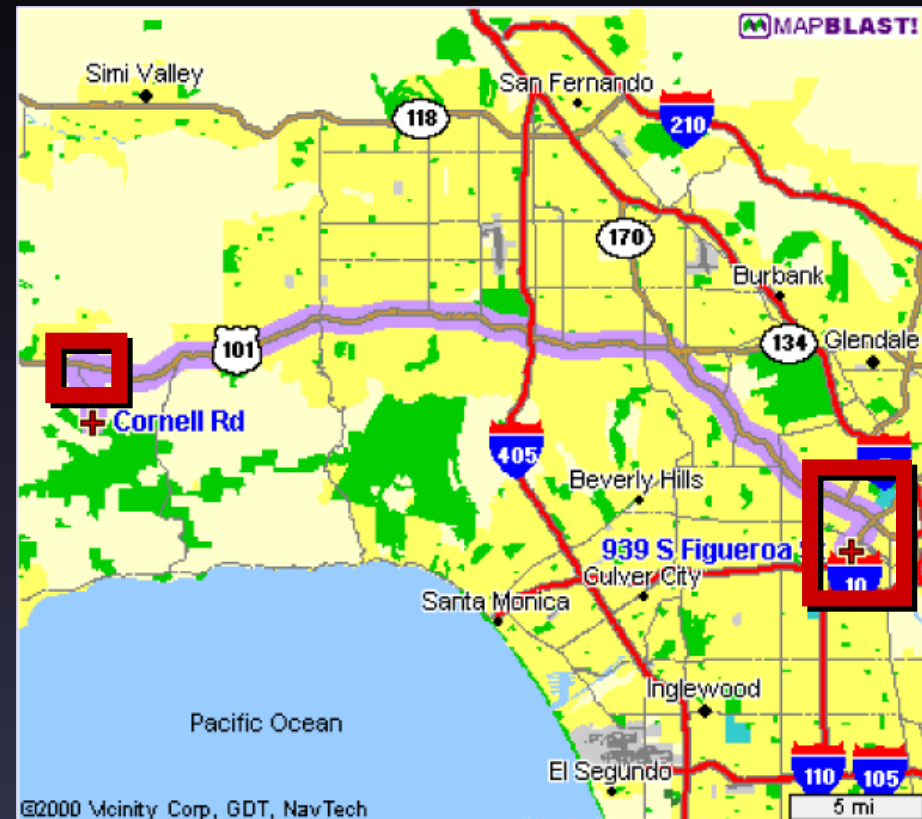 MAPBLAST!
Simi Valley
San Fernando
118
210
170
Burbank
101
134
Glendale
Cornell Rd
405
Beverly Hills
939 S Figueroa
10
Culver City
Santa Monica
Inglewood
Pacific Ocean
El Segundo
110
105
5 mi
©2000 Vicinity Corp, GDT, NavTech